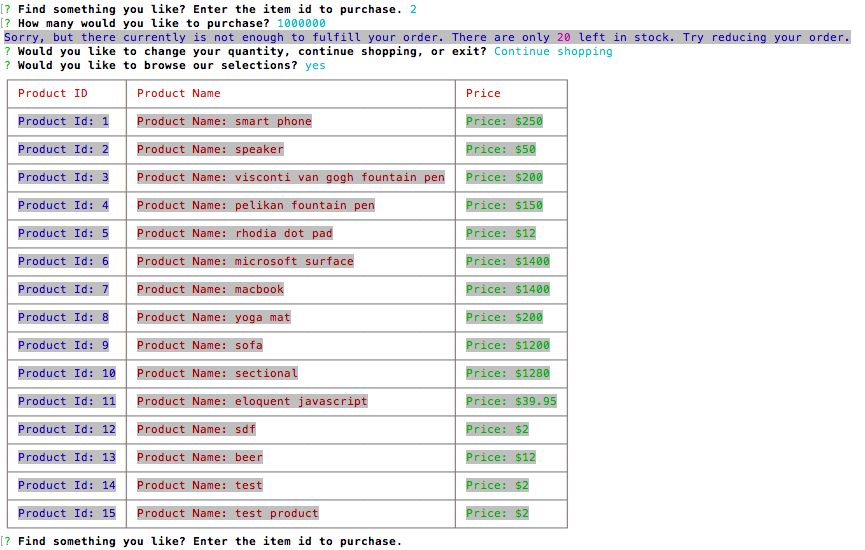 [? Find something you like? Enter the item id to purchase. 2
[? How many would you like to purchase? 1000000
Sorry, but there currently is not enough to fulfill your order. There are only 20 left in stock. Try reducing your order.
? Would you like to change your quantity, continue shopping, or exit? Continue shopping
? Would you like to browse our selections? yes
Product ID Product Name Price
Product Id: 1 Product Name: smart phone Price: $250
Product Id: 2 Product Name: speaker Price: $50
Product Id: 3 Product Name: visconti van gogh fountain pen Price: $200
Product Id: 4 Product Name: pelikan fountain pen Price: $150
Product Id: 5 Product Name: rhodia dot pad Price: $12
Product Id: 6 Product Name: microsoft surface Price: $1400
Product Id: 7 Product Name: macbook Price: $1400
Product Id: 8 Product Name: yoga mat Price: $200
Product Id: 9 Product Name: sofa Price: $1200
Product Id: 10 Product Name: sectional Price: $1280
Product Id: 11 Product Name: eloquent javascript Price: $39.95
Product Id: 12 Product Name: sdf Price: $2
Product Id: 13 Product Name: beer Price: $12
Product Id: 14 Product Name: test Price: $2
Product Id: 15 Product Name: test product Price: $2
[? Find something you like? Enter the item id to purchase.